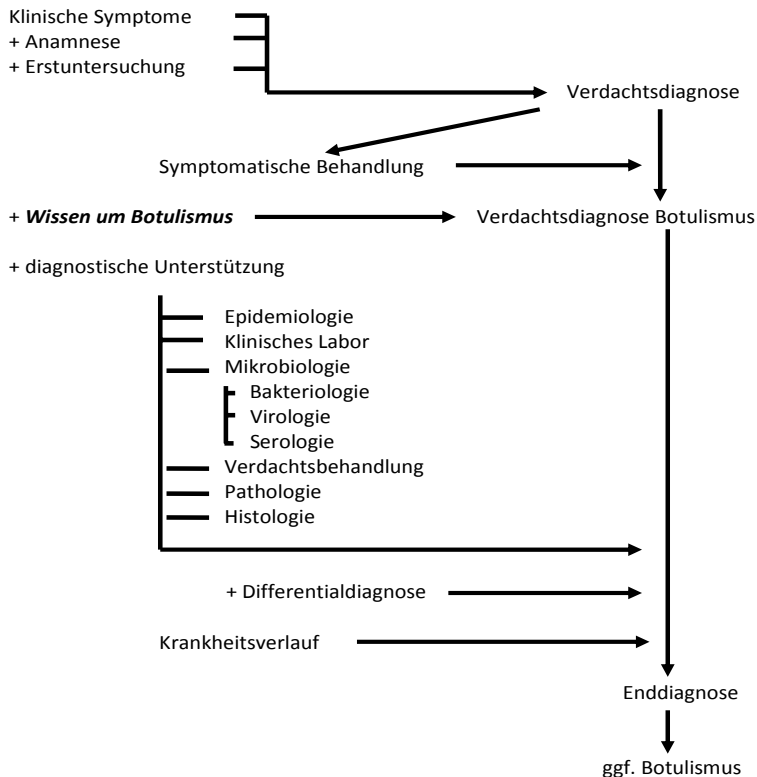 Klinische Symptome
+ Anamnese
+ Erstuntersuchung
Verdachtsdiagnose
Symptomatische Behandlung
+ Wissen um Botulismus
Verdachtsdiagnose Botulismus
+ diagnostische Unterstützung
Epidemiologie
Klinisches Labor
Mikrobiologie
Bakteriologie
Virologie
Serologie
Verdachtsbehandlung
Pathologie
Histologie
+ Differentialdiagnose
Krankheitsverlauf
Enddiagnose
ggf. Botulismus